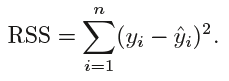 RSS = \sum_{i=1}^{n} (y_i - \hat{y}_i)^2.